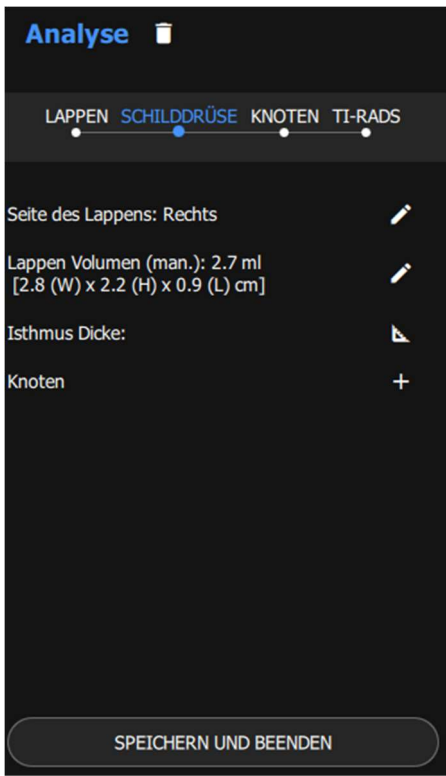 Analyse
LAPPEN SCHILDDRÜSE KNOTEN TI-RADS
Seite des Lappens: Rechts
Lappen Volumen (man.): 2.7 ml
[2.8 (W) x 2.2 (H) x 0.9 (L) cm]
Isthmus Dicke:
Knoten
SPEICHERN UND BEENDEN